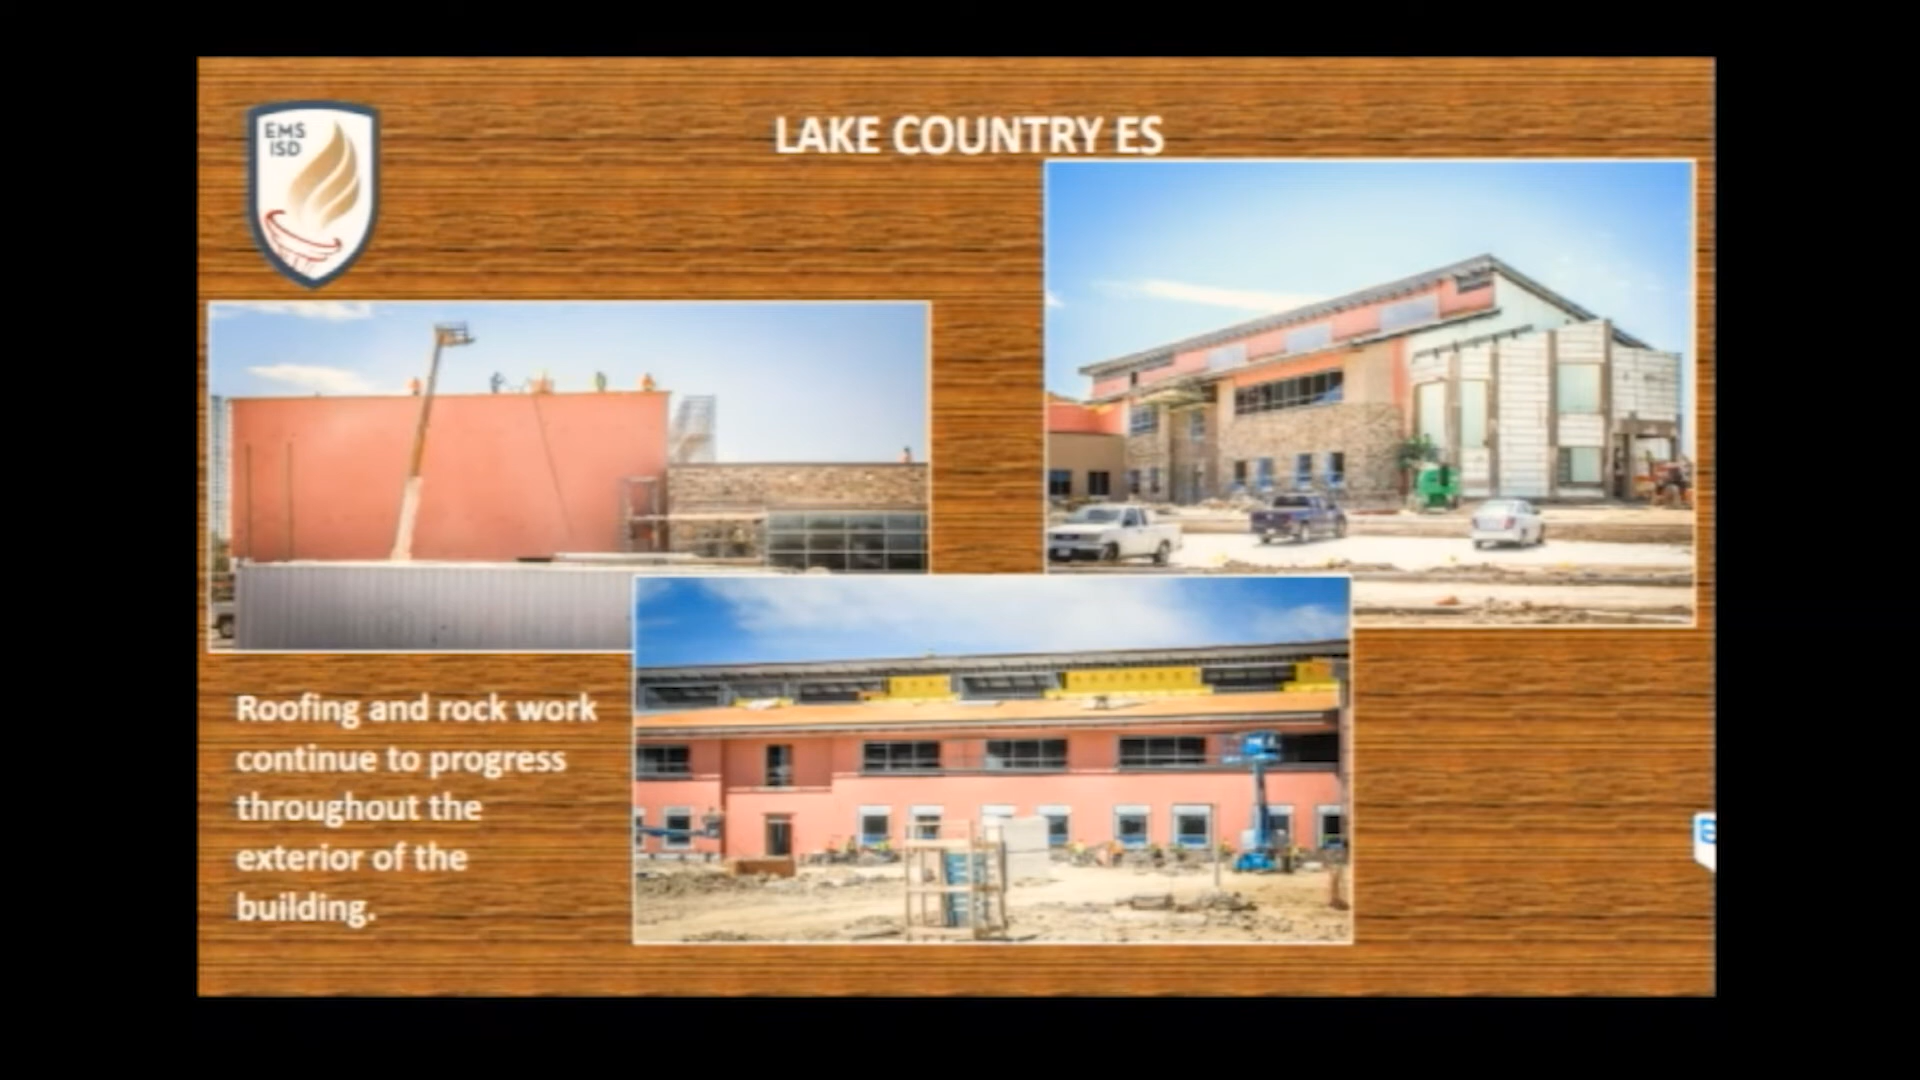 EMS
ISD
LAKE COUNTRY ES
Roofing and rock work
continue to progress
throughout the
exterior of the
building.